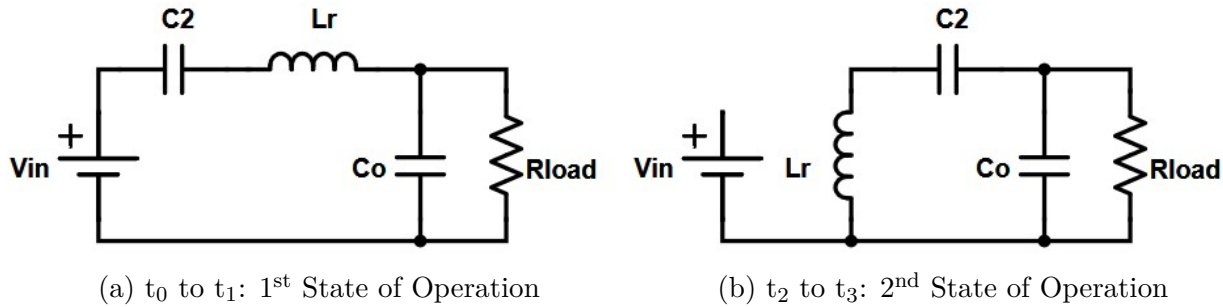 C2 Lr
+
Vin
Co
Rload
C2
+
Vin
Lr
Co
Rload
(a) t₀ to t₁: 1ˢᵗ State of Operation
(b) t₂ to t₃: 2ⁿᵈ State of Operation